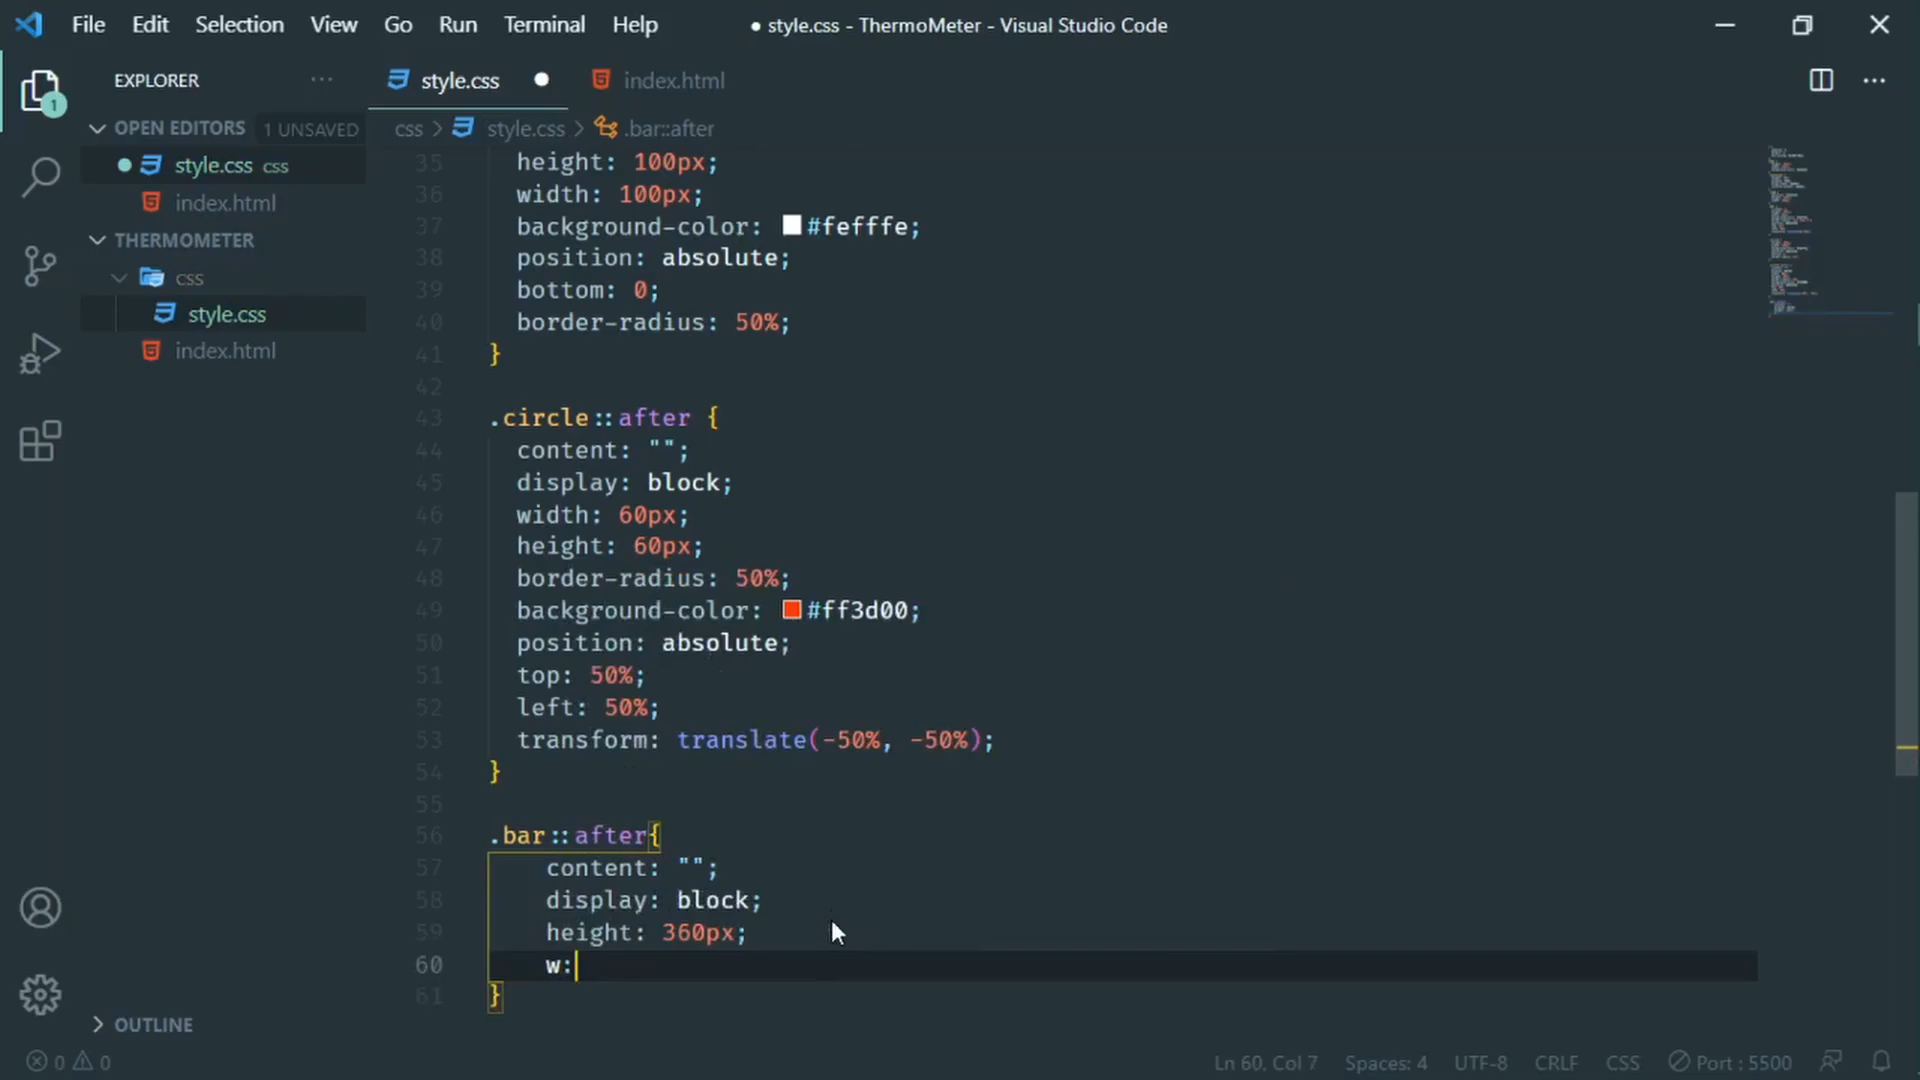 File Edit Selection View Go Run Terminal Help ● style.css - ThermoMeter - Visual Studio Code
EXPLORER ··· style.css ● index.html
OPEN EDITORS 1 UNSAVED css > style.css > .bar::after
● style.css css
index.html
THERMOMETER
css
style.css
index.html
OUTLINE
1
35 height: 100px;
36 width: 100px;
37 background-color: #fefffe;
38 position: absolute;
39 bottom: 0;
40 border-radius: 50%;
41 }
42
43 .circle::after {
44 content: "";
45 display: block;
46 width: 60px;
47 height: 60px;
48 border-radius: 50%;
49 background-color: #ff3d00;
50 position: absolute;
51 top: 50%;
52 left: 50%;
53 transform: translate(-50%, -50%);
54 }
55
56 .bar::after{
57 content: "";
58 display: block;
59 height: 360px;
60 w:
61 }
0 0 Ln 60, Col 7 Spaces: 4 UTF-8 CRLF CSS Port : 5500